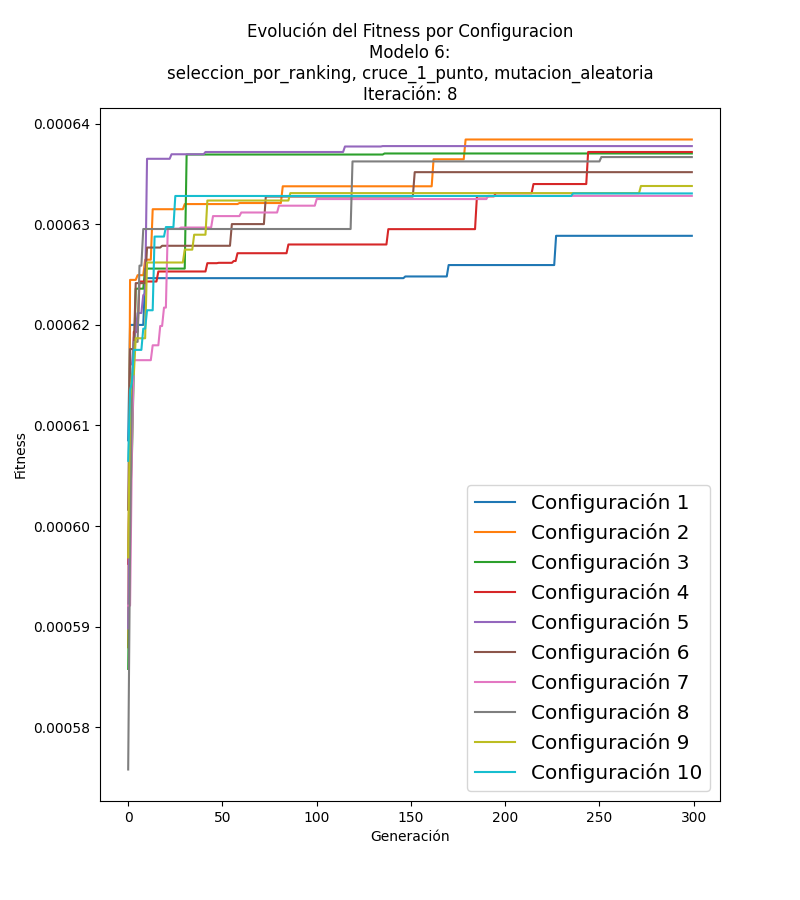 Evolución del Fitness por Configuracion
Modelo 6:
seleccion_por_ranking, cruce_1_punto, mutacion_aleatoria
Iteración: 8
0.00064
0.00063
0.00062
0.00061
0.00060
0.00059
0.00058
Fitness
0
50
100
150
200
250
300
Generación
Configuración 1
Configuración 2
Configuración 3
Configuración 4
Configuración 5
Configuración 6
Configuración 7
Configuración 8
Configuración 9
Configuración 10